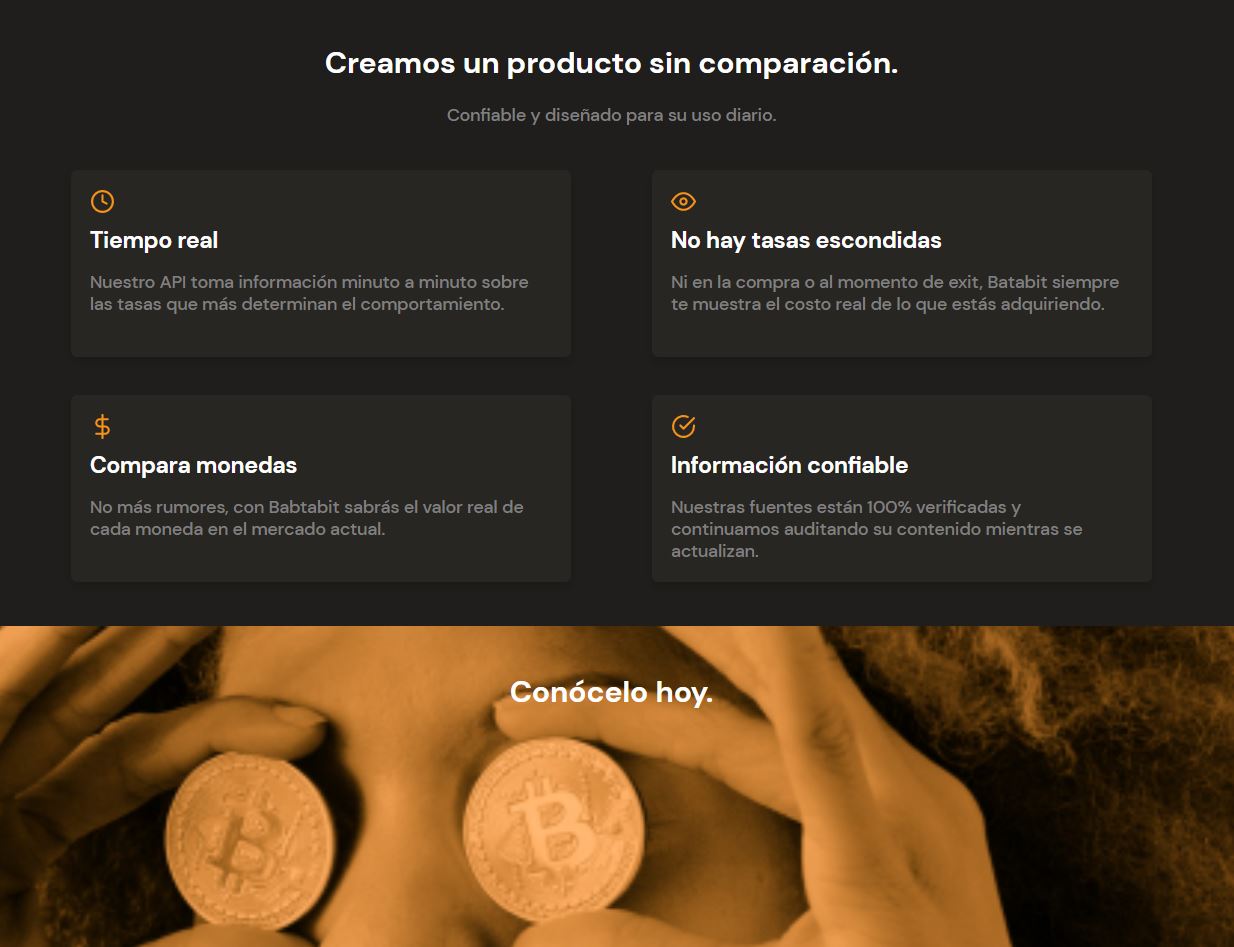 Creamos un producto sin comparación.
Confiable y diseñado para su uso diario.
Tiempo real
Nuestro API toma información minuto a minuto sobre
las tasas que más determinan el comportamiento.
No hay tasas escondidas
Ni en la compra o al momento de exit, Batabit siempre
te muestra el costo real de lo que estás adquiriendo.
Compara monedas
No más rumores, con Babtabit sabrás el valor real de
cada moneda en el mercado actual.
Información confiable
Nuestras fuentes están 100% verificadas y
continuamos auditando su contenido mientras se
actualizan.
Conócelo hoy.